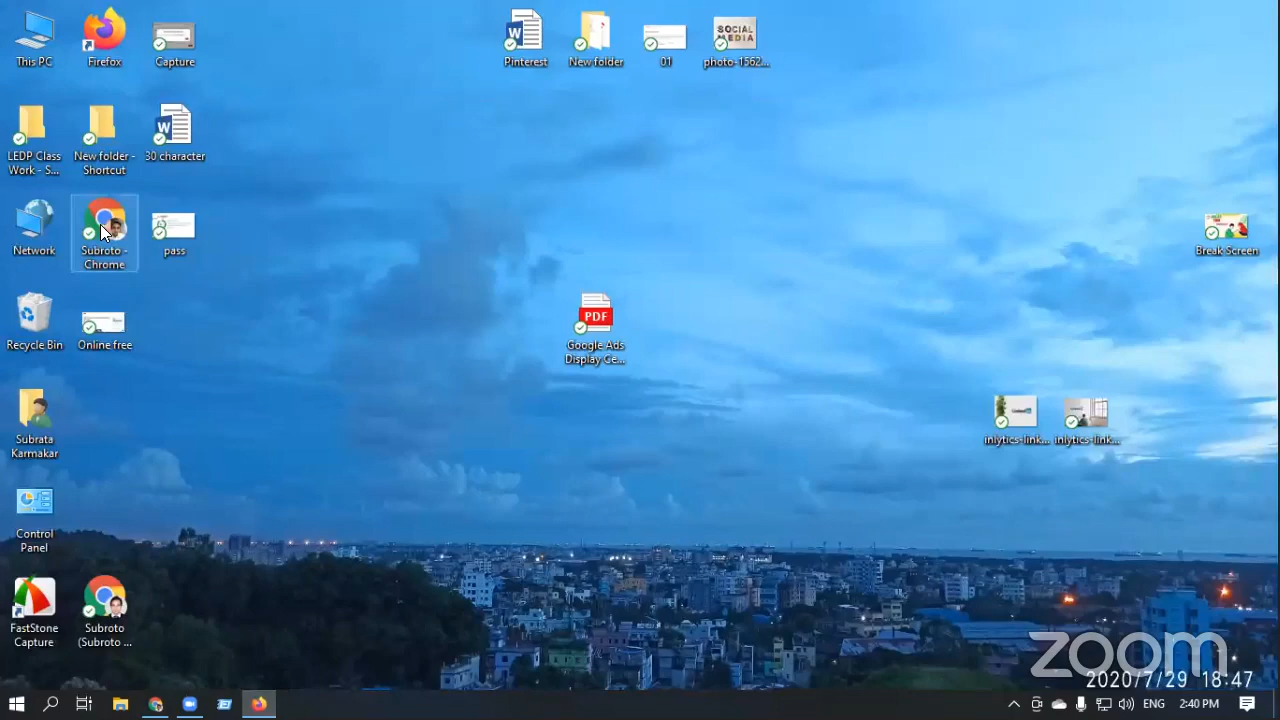 This PC
Firefox
Capture
Pinterest
New folder
01
SOCIAL
MEDIA
photo-1562...
LEDP Class
Work - S...
New folder -
Shortcut
30 character
Network
Subroto -
Chrome
pass
Break Screen
Recycle Bin
Online free
PDF
Google Ads
Display Ce...
Subrata
Karmakar
inlytics-link...
inlytics-link...
Control
Panel
FastStone
Capture
Subroto
(Subroto ...
zoom
2020/7/29 18:47
ENG
2:40 PM